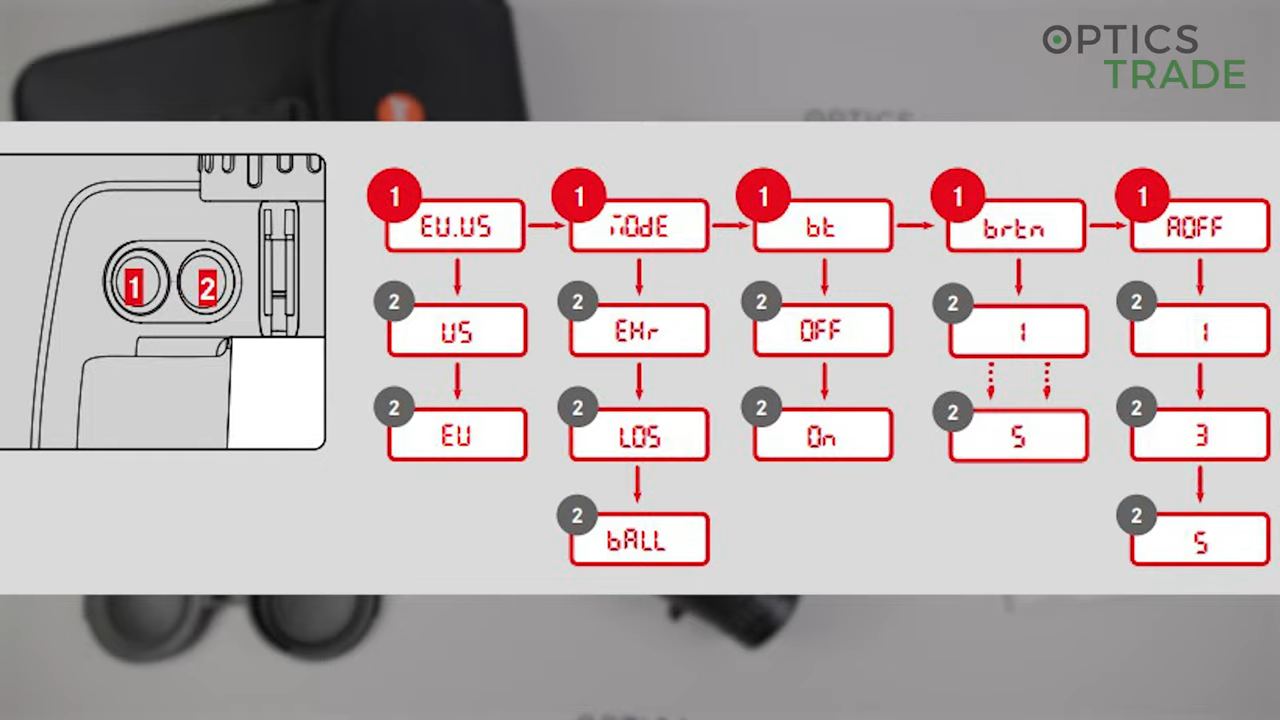 OPTICS
TRADE
1 1 1 1 1
EU.US MOdE bt brtn AOFF
1 2
2 2 2 2 2
US EHr OFF 1 1
2 2 2 2 2
EU LOS On 5 3
2 2
bALL 5